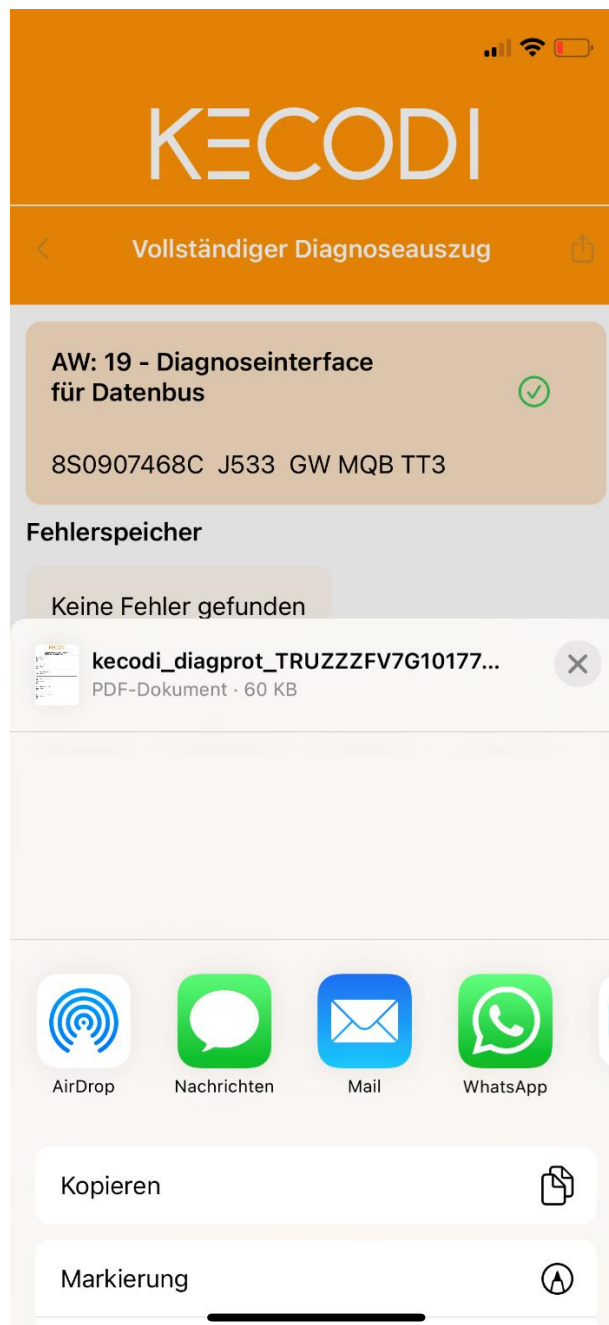 KECODI
Vollständiger Diagnoseauszug
AW: 19 - Diagnoseinterface
für Datenbus
8S0907468C J533 GW MQB TT3
Fehlerspeicher
Keine Fehler gefunden
kecodi_diagprot_TRUZZZFV7G10177...
PDF-Dokument · 60 KB
AirDrop
Nachrichten
Mail
WhatsApp
Kopieren
Markierung